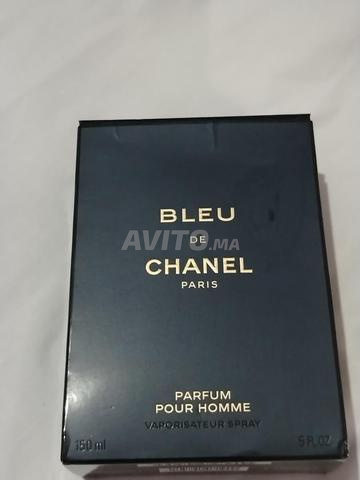 BLEU
DE
CHANEL
PARIS
AVITO.MA
PARFUM
POUR HOMME
VAPORISATEUR SPRAY
150 ml 5 FL. OZ